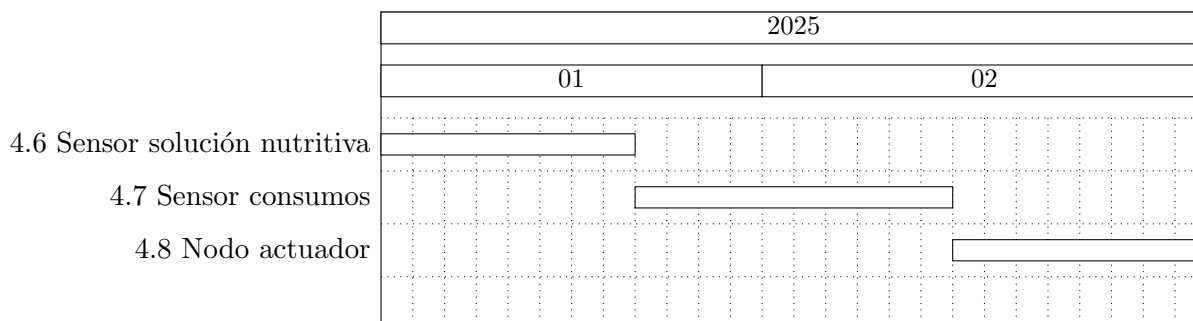 2025
01 02
4.6 Sensor solución nutritiva
4.7 Sensor consumos
4.8 Nodo actuador